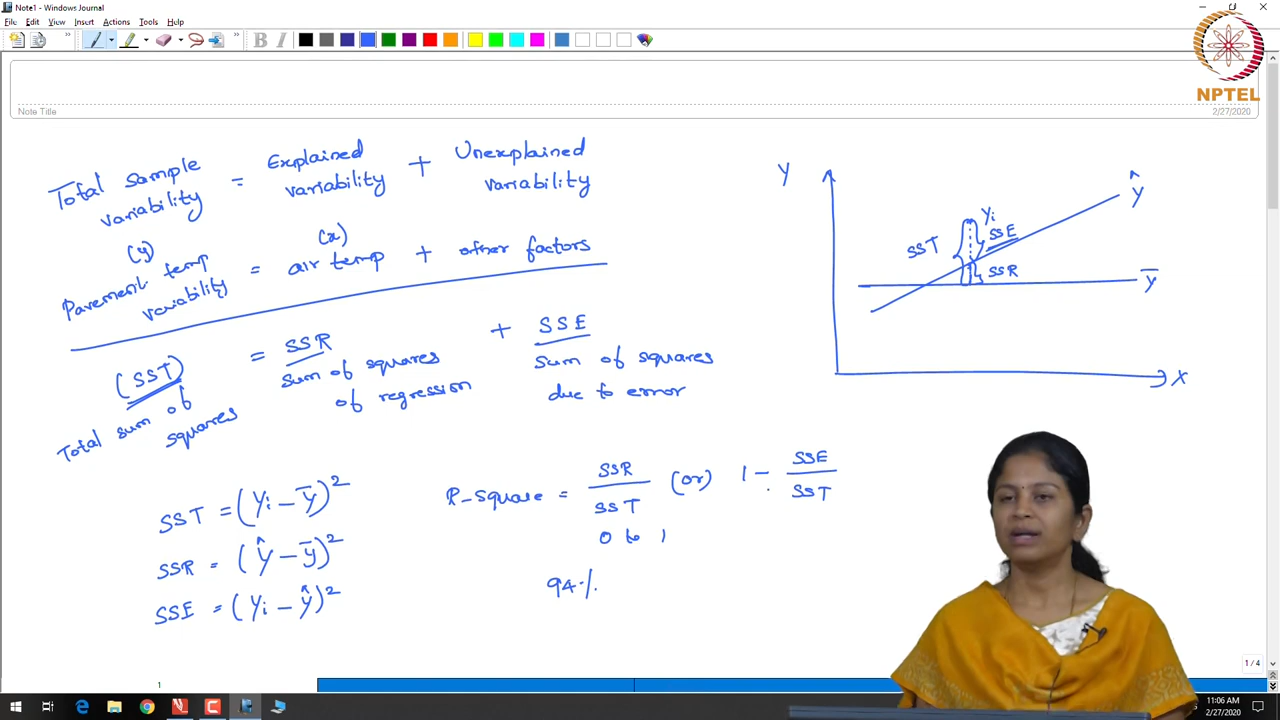 Note1 - Windows Journal
File Edit View Insert Actions Tools Help
NPTEL
2/27/2020
Note Title
Total sample variability = Explained variability + Unexplained variability
(y) (x)
Pavement temp variability = air temp + other factors
(SST) = SSR + SSE
Total sum of squares
sum of squares of regression
sum of squares due to error
SST = (Yi - Y̅)²
SSR = (Ŷ - Y̅)²
SSE = (Yi - Ŷ)²
R-square = SSR/SST (or) 1 - SSE/SST
0 to 1
94%
Y
Ŷ
Yi
SST
SSE
SSR
Y̅
X
1 / 4
1
11:06 AM
2/27/2020